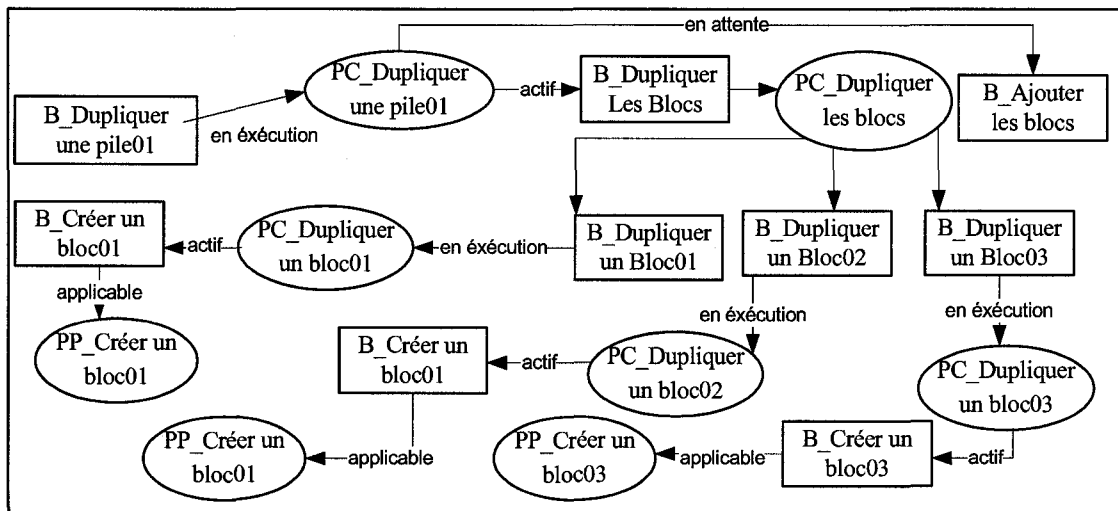 en attente
PC_Dupliquer
une pile01
actif
B_Dupliquer
Les Blocs
PC_Dupliquer
les blocs
B_Ajouter
les blocs
B_Dupliquer
une pile01
en éxécution
B_Créer un
bloc01
actif
PC_Dupliquer
un bloc01
en éxécution
B_Dupliquer
un Bloc01
B_Dupliquer
un Bloc02
B_Dupliquer
un Bloc03
applicable
en éxécution
en éxécution
PP_Créer un
bloc01
B_Créer un
bloc01
actif
PC_Dupliquer
un bloc02
PC_Dupliquer
un bloc03
PP_Créer un
bloc01
applicable
PP_Créer un
bloc03
applicable
B_Créer un
bloc03
actif